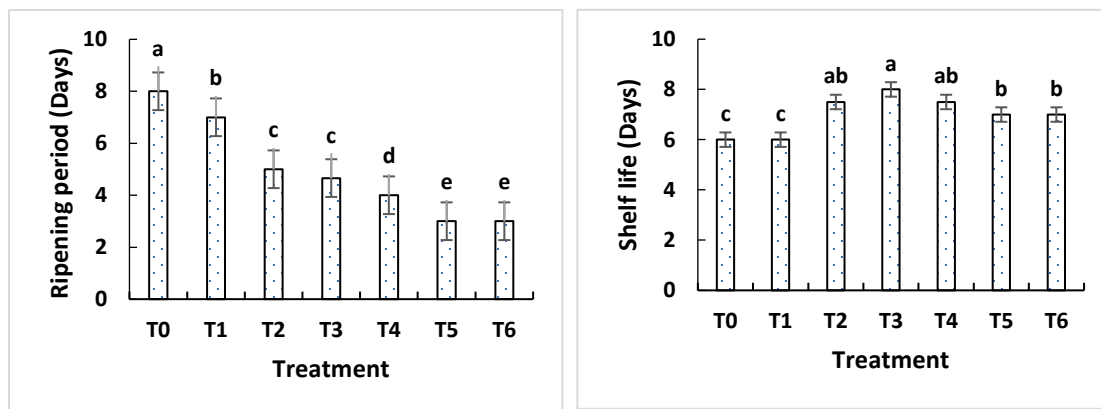 Ripening period (Days)
10
8
6
4
2
0
a
b
c
c
d
e
e
T0 T1 T2 T3 T4 T5 T6
Treatment
Shelf life (Days)
10
8
6
4
2
0
c
c
ab
a
ab
b
b
T0 T1 T2 T3 T4 T5 T6
Treatment